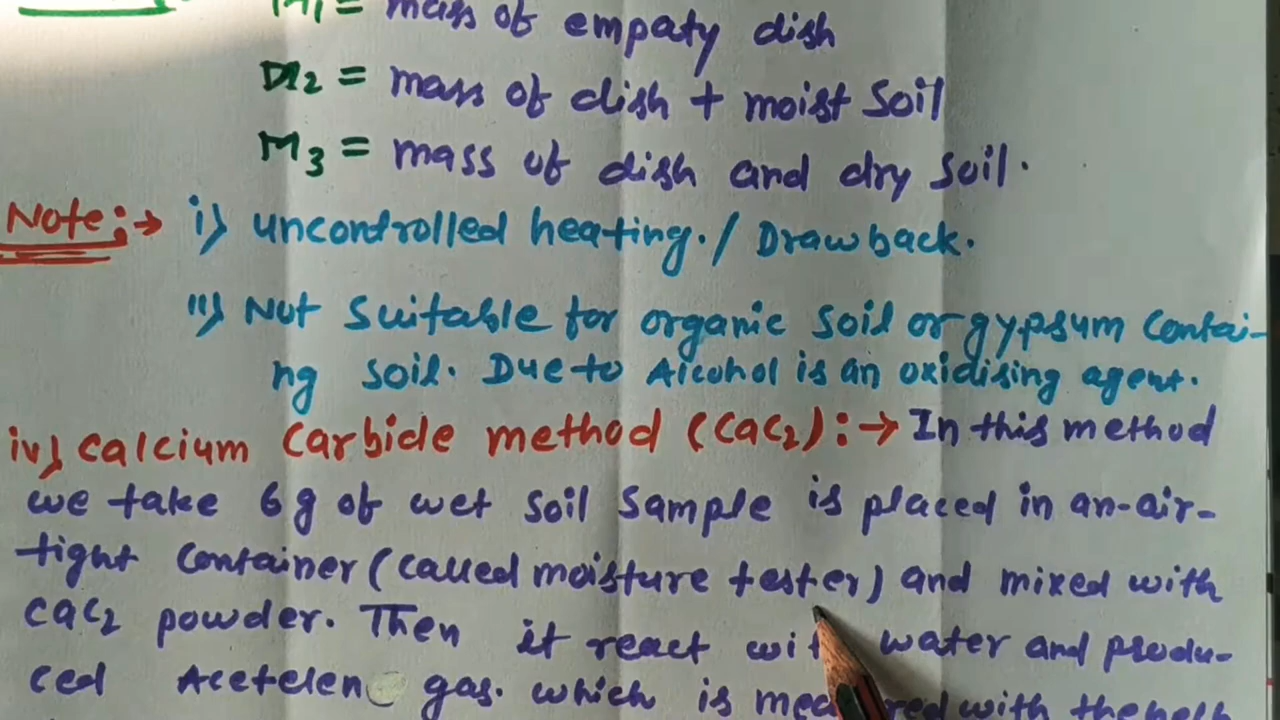 M1 = mass of empaty dish
M2 = mass of dish + moist soil
M3 = mass of dish and dry soil.
Note :→ i) uncontrolled heating. / Drawback.
ii) Not suitable for organic soil or gypsum contai-
ng soil. Due to Alcohol is an oxidising agent.
iv) Calcium Carbide method (CaC2) :→ In this method
we take 6g of wet soil sample is placed in an-air-
tight container (called moisture tester) and mixed with
CaC2 powder. Then it react with water and produ-
ced Acetelen gas. which is with the help